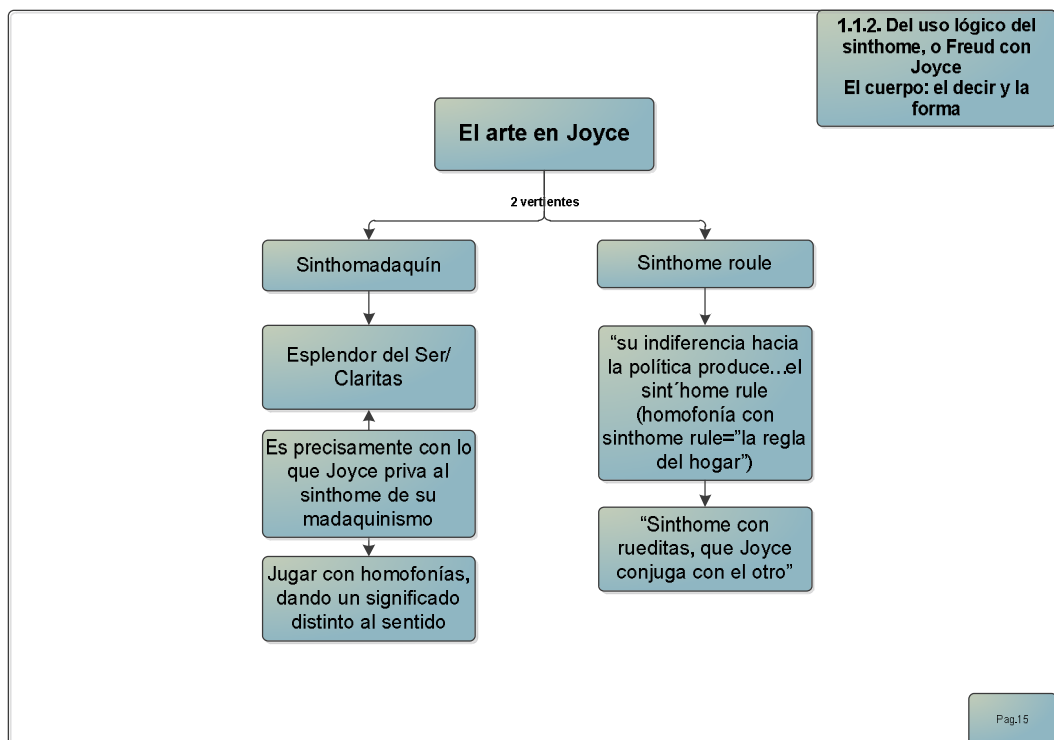 1.1.2. Del uso lógico del
sinthome, o Freud con
Joyce
El cuerpo: el decir y la
forma
El arte en Joyce
2 vertientes
Sinthomadaquín
Esplendor del Ser/
Claritas
Es precisamente con lo
que Joyce priva al
sinthome de su
madaquinismo
Jugar con homofonías,
dando un significado
distinto al sentido
Sinthome roule
“su indiferencia hacia
la política produce...el
sint´home rule
(homofonía con
sinthome rule=”la regla
del hogar”)
“Sinthome con
rueditas, que Joyce
conjuga con el otro”
Pag.15